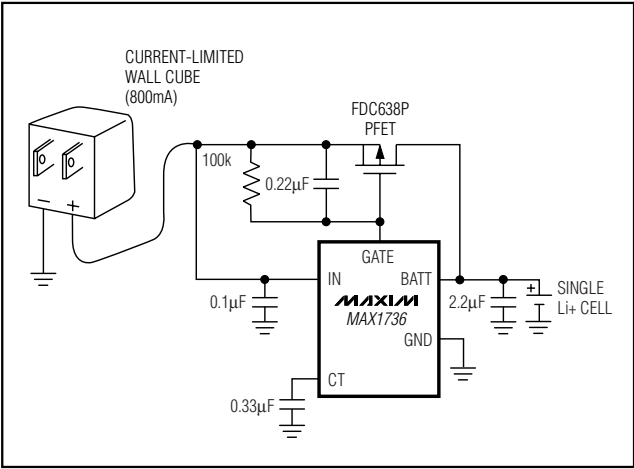 CURRENT-LIMITED
WALL CUBE
(800mA)
FDC638P
PFET
100k
0.22µF
− +
GATE
IN
BATT
0.1µF
MAXIM
MAX1736
2.2µF
+
SINGLE
Li+ CELL
GND
CT
0.33µF